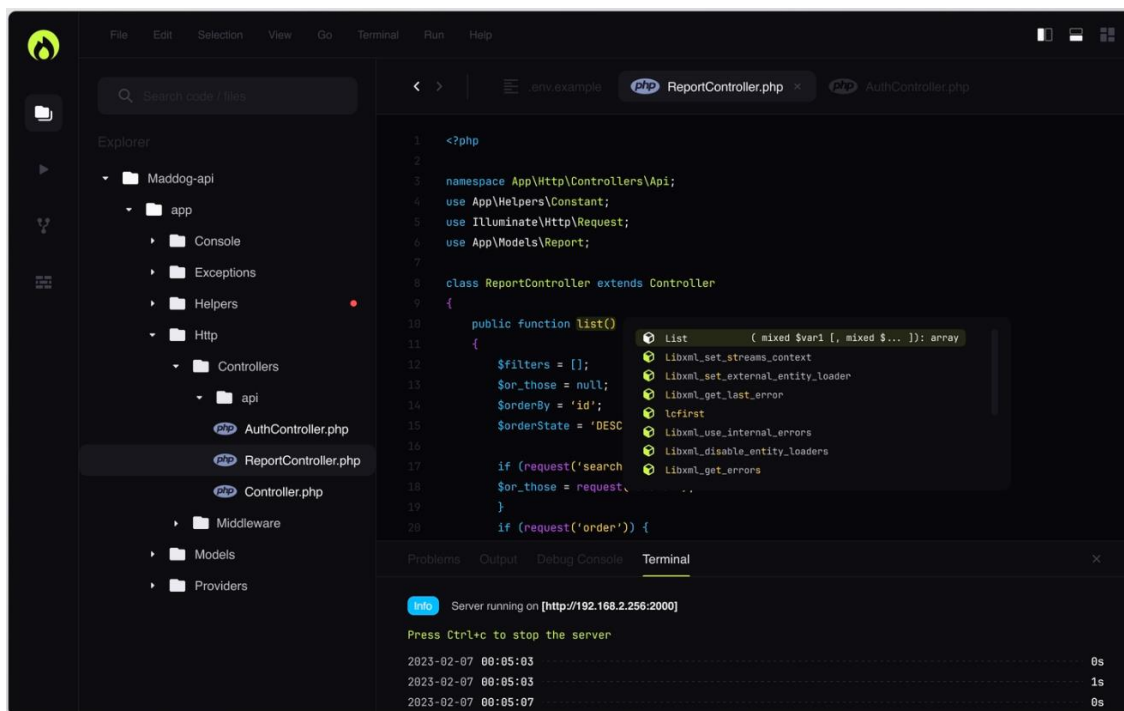 File Edit Selection View Go Terminal Run Help
Search code / files
Explorer
Maddog-api
app
Console
Exceptions
Helpers
Http
Controllers
api
php AuthController.php
php ReportController.php
php Controller.php
Middleware
Models
Providers
.env.example php ReportController.php × php AuthController.php
1 <?php
2
3 namespace App\Http\Controllers\Api;
4 use App\Helpers\Constant;
5 use Illuminate\Http\Request;
6 use App\Models\Report;
7
8 class ReportController extends Controller
9 {
10 public function list()
11 {
12 $filters = [];
13 $or_those = null;
14 $orderBy = ‘id’;
15 $orderState = ‘DESC
16
17 if (request(‘search
18 $or_those = request(
19 }
20 if (request(‘order’)) {
List ( mixed $var1 [, mixed $... ]): array
Libxml_set_streams_context
Libxml_set_external_entity_loader
Libxml_get_last_error
lcfirst
Libxml_use_internal_errors
Libxml_disable_entity_loaders
Libxml_get_errors
Problems Output Debug Console Terminal ×
Info Server running on [http://192.168.2.256:2000]
Press Ctrl+c to stop the server
2023-02-07 00:05:03 0s
2023-02-07 00:05:03 1s
2023-02-07 00:05:07 0s